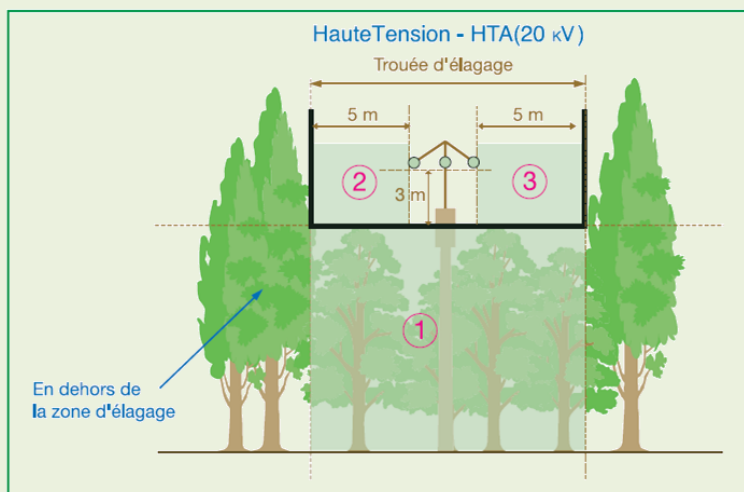 HauteTension - HTA(20 KV)
Trouée d'élagage
5 m
5 m
2
3
3 m
1
En dehors de
la zone d'élagage